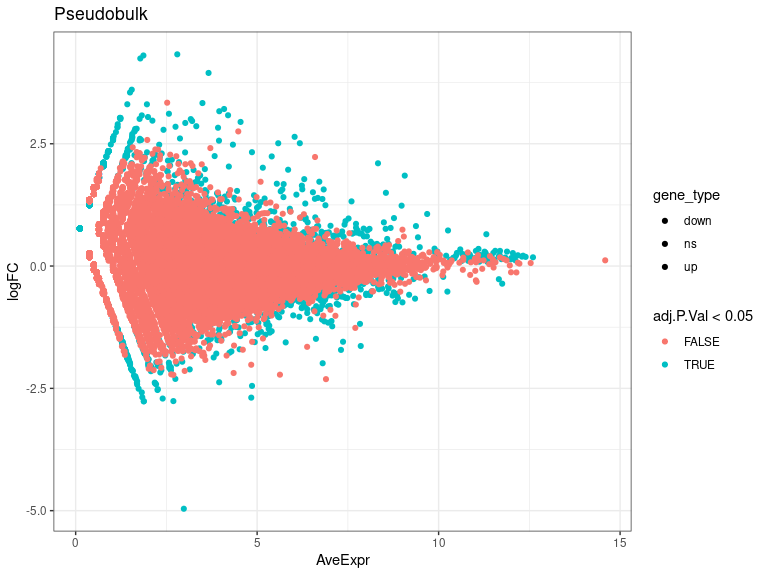 Pseudobulk
2.5
0.0
-2.5
-5.0
logFC
0
5
10
15
AveExpr
gene_type
down
ns
up
adj.P.Val < 0.05
FALSE
TRUE